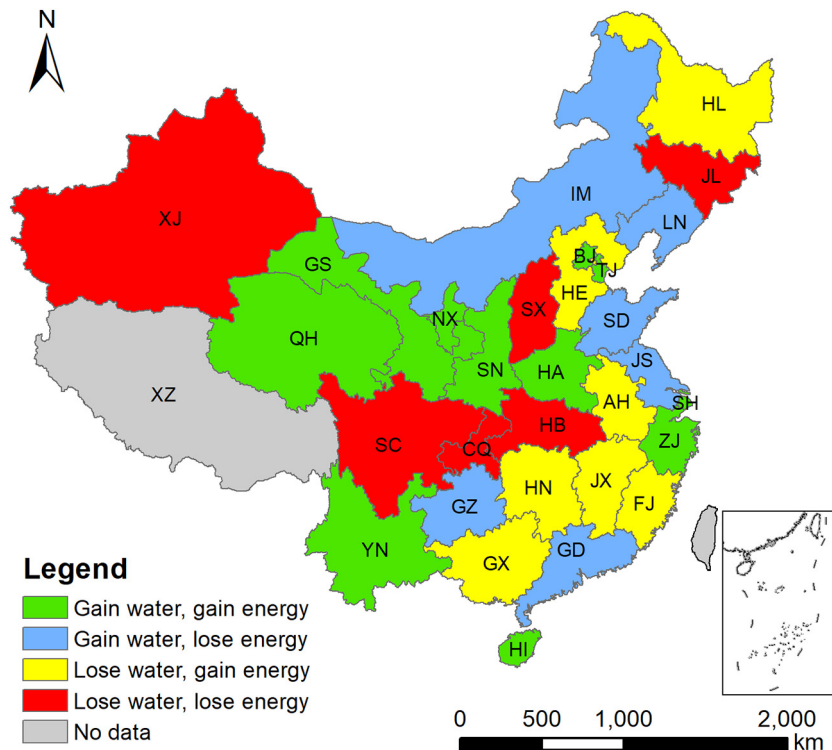 N
HL
JL
XJ
IM
LN
GS
BJ
TJ
HE
NX
SX
SD
QH
JS
SN
HA
XZ
AH
SH
HB
ZJ
SC
CQ
HN
JX
GZ
FJ
YN
GX
GD
HI
Legend
Gain water, gain energy
Gain water, lose energy
Lose water, gain energy
Lose water, lose energy
No data
0 500 1,000 2,000
km